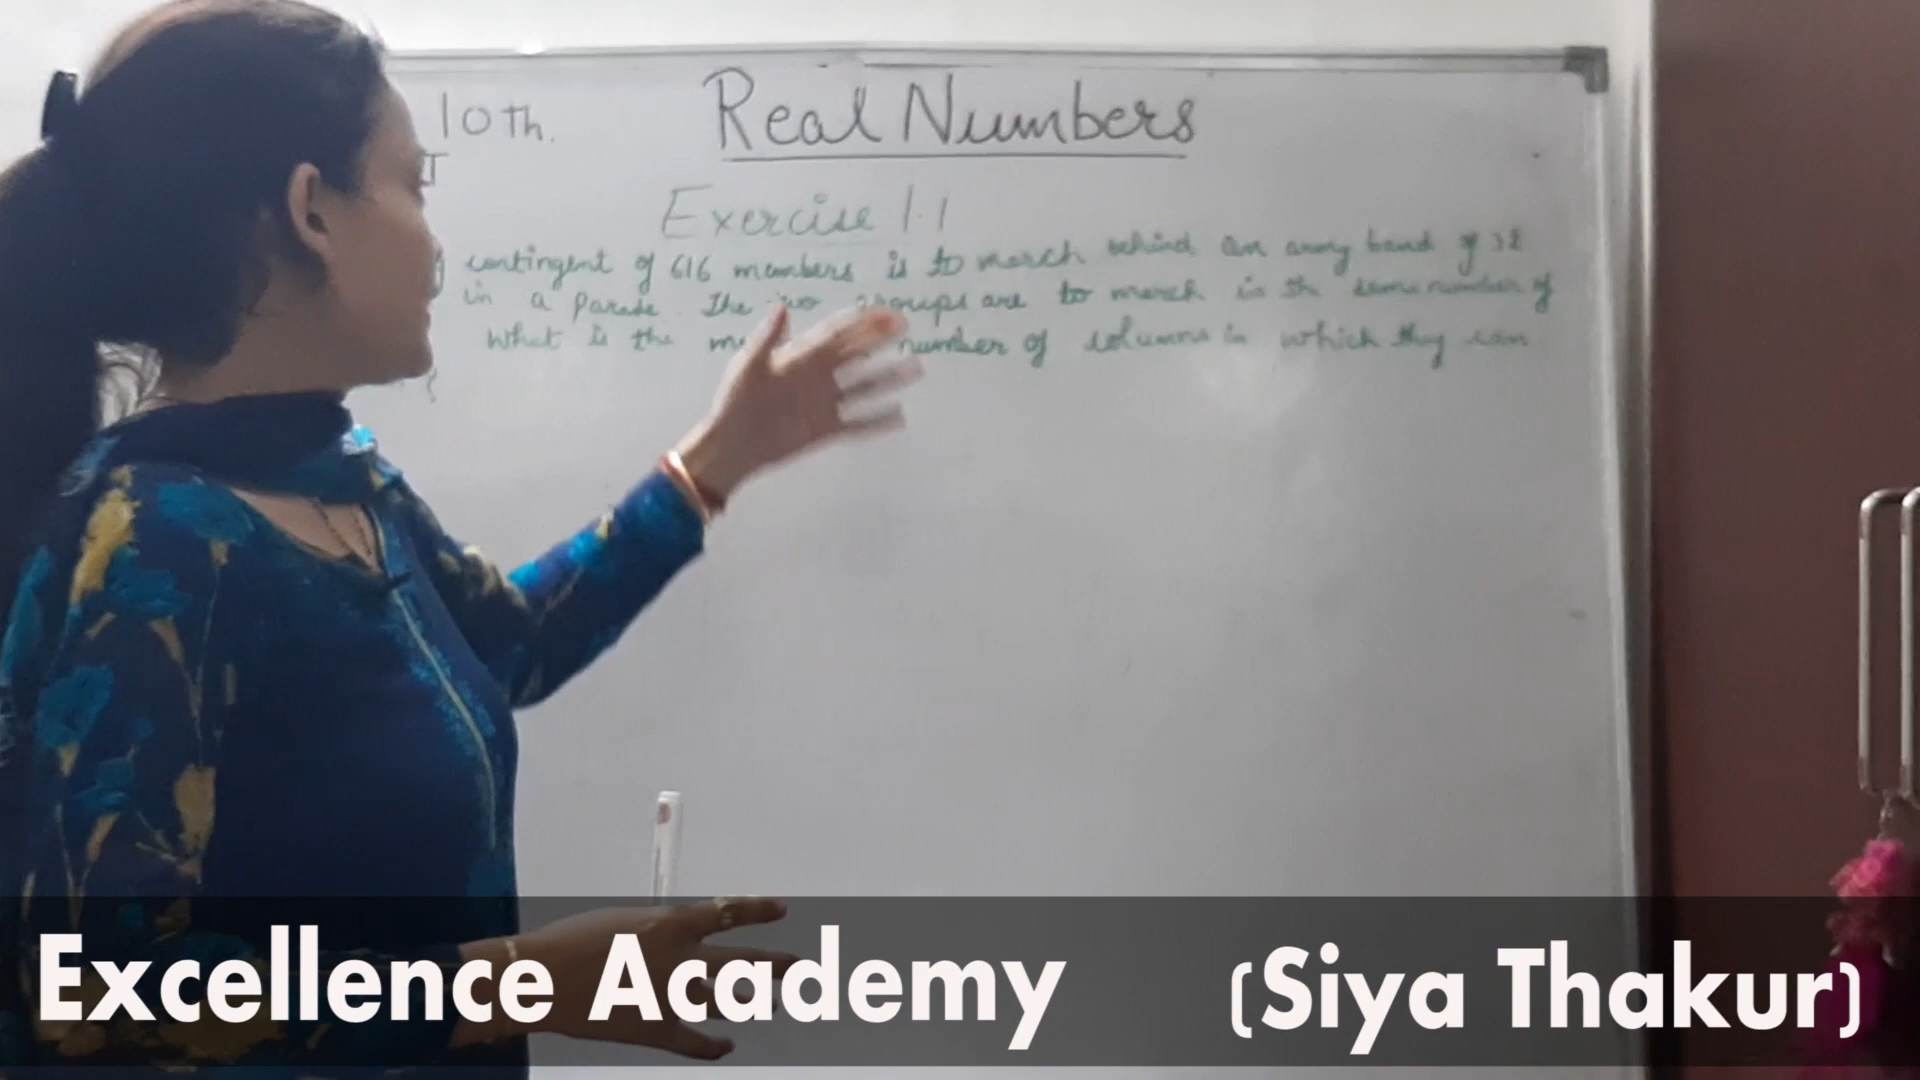 10th.
Real Numbers
Exercise 1.1
contingent of 616 members is to march behind an army band of 32
in a Parade. The two groups are to march in th same number of
What is the number of columns in which they can
?
Excellence Academy (Siya Thakur)